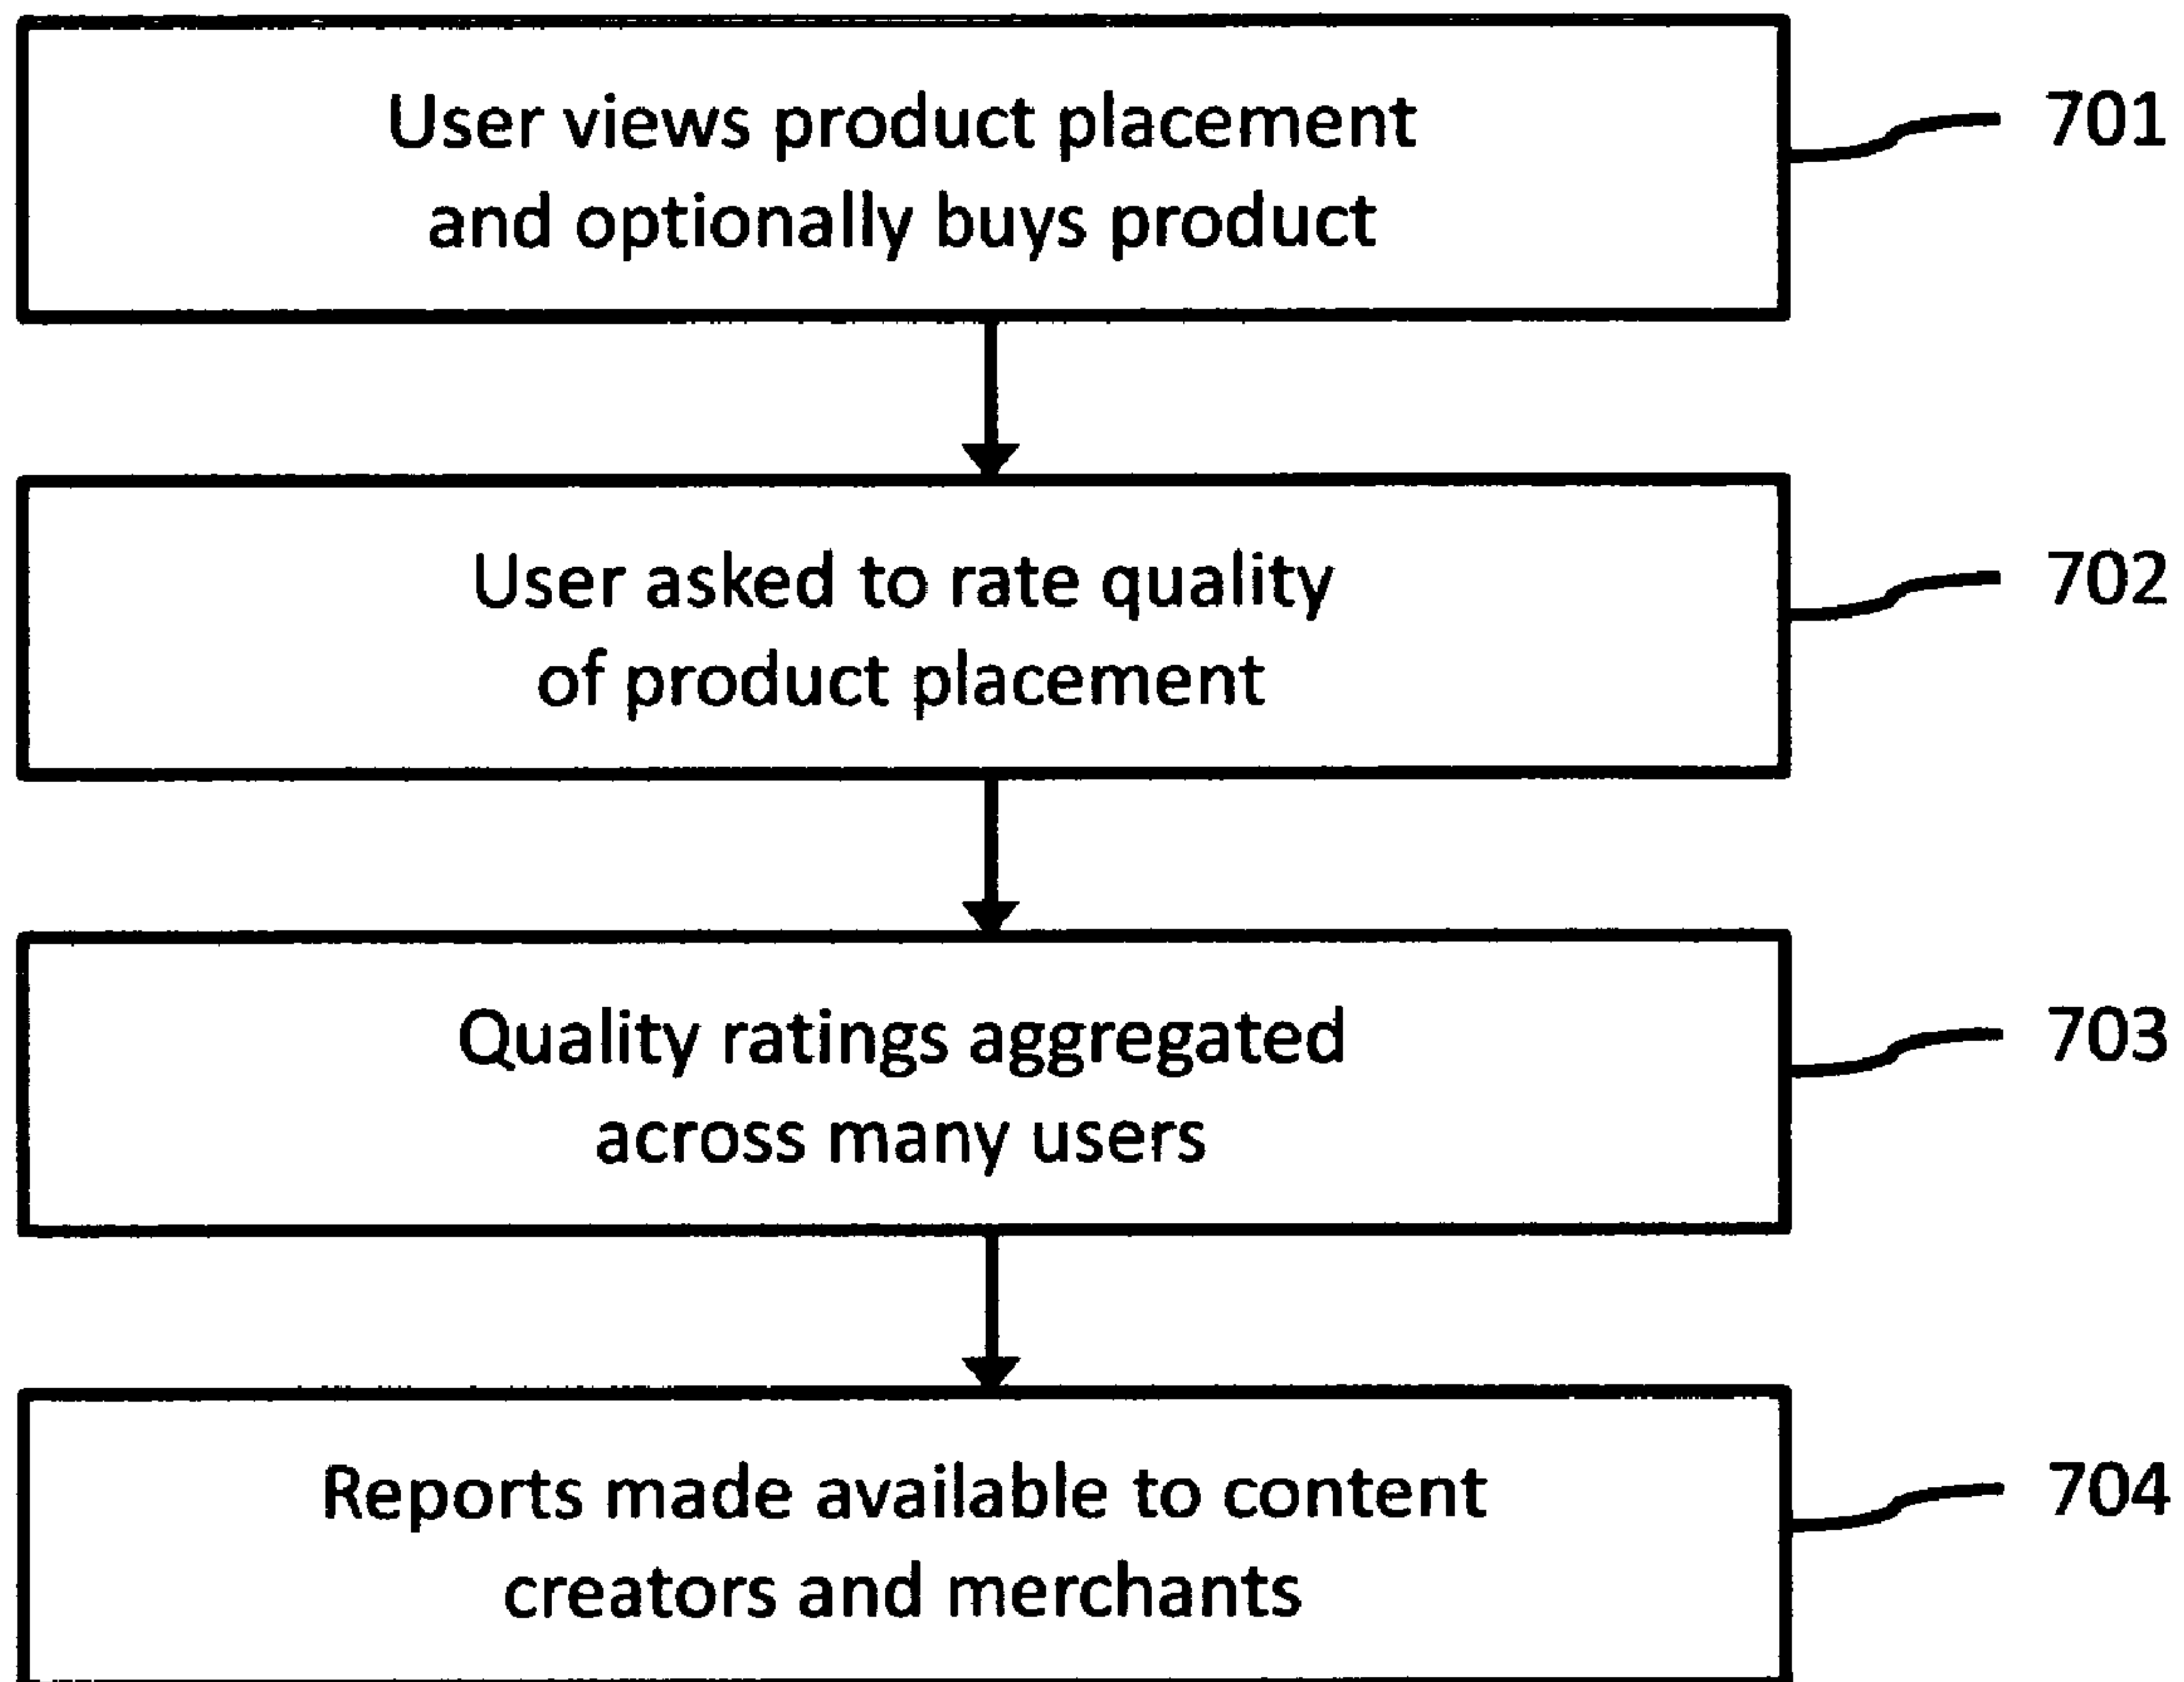 User views product placement
and optionally buys product
701
User asked to rate quality
of product placement
702
Quality ratings aggregated
across many users
703
Reports made available to content
creators and merchants
704